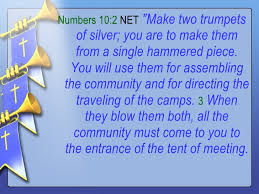 Numbers 10:2 NET "Make two trumpets
of silver; you are to make them
from a single hammered piece.
You will use them for assembling
the community and for directing the
traveling of the camps. 3 When
they blow them both, all the
community must come to you to
the entrance of the tent of meeting.